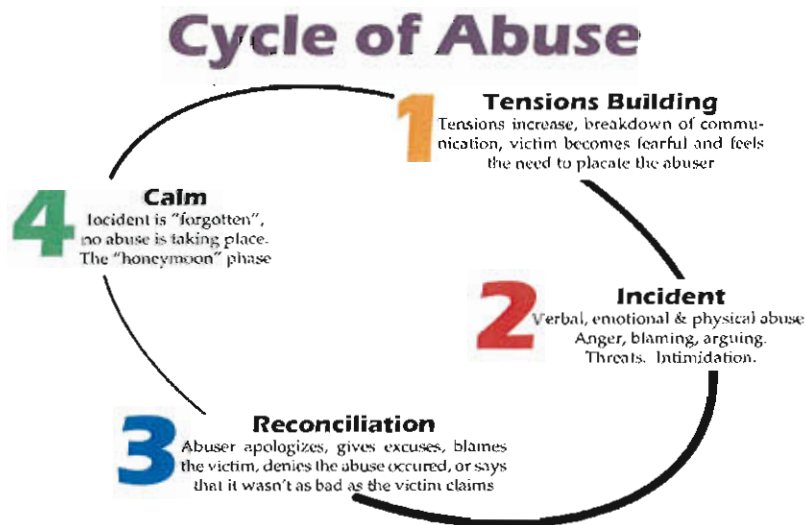 Cycle of Abuse
1
Tensions Building
Tensions increase, breakdown of commu-
nication, victim becomes fearful and feels
the need to placate the abuser
2
Incident
Verbal, emotional & physical abuse
Anger, blaming, arguing.
Threats. Intimidation.
3
Reconciliation
Abuser apologizes, gives excuses, blames
the victim, denies the abuse occured, or says
that it wasn't as bad as the victim claims
4
Calm
Incident is "forgotten",
no abuse is taking place.
The "honeymoon" phase